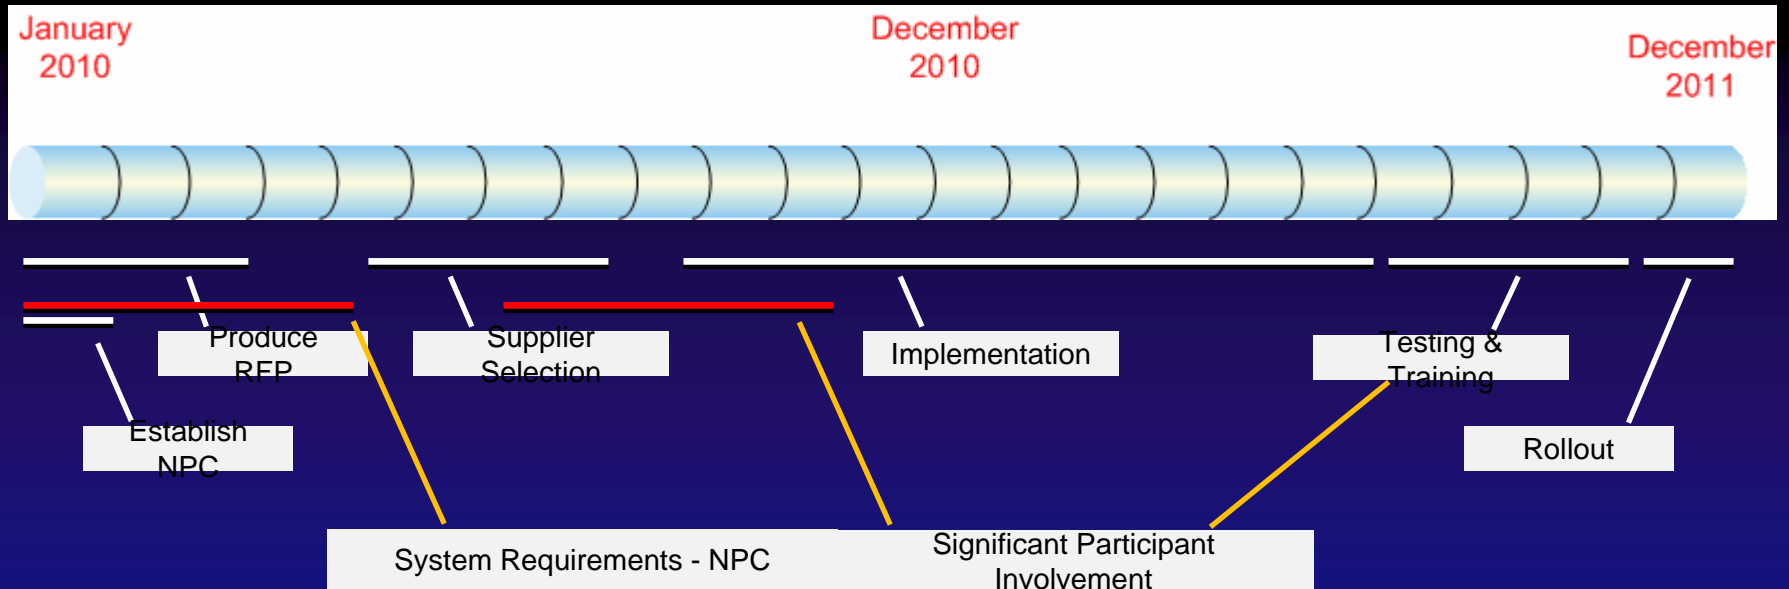 January
2010
December
2010
December
2011
Produce
RFP
Supplier
Selection
Implementation
Testing &
Training
Establish
NPC
Rollout
System Requirements - NPC
Significant Participant
Involvement